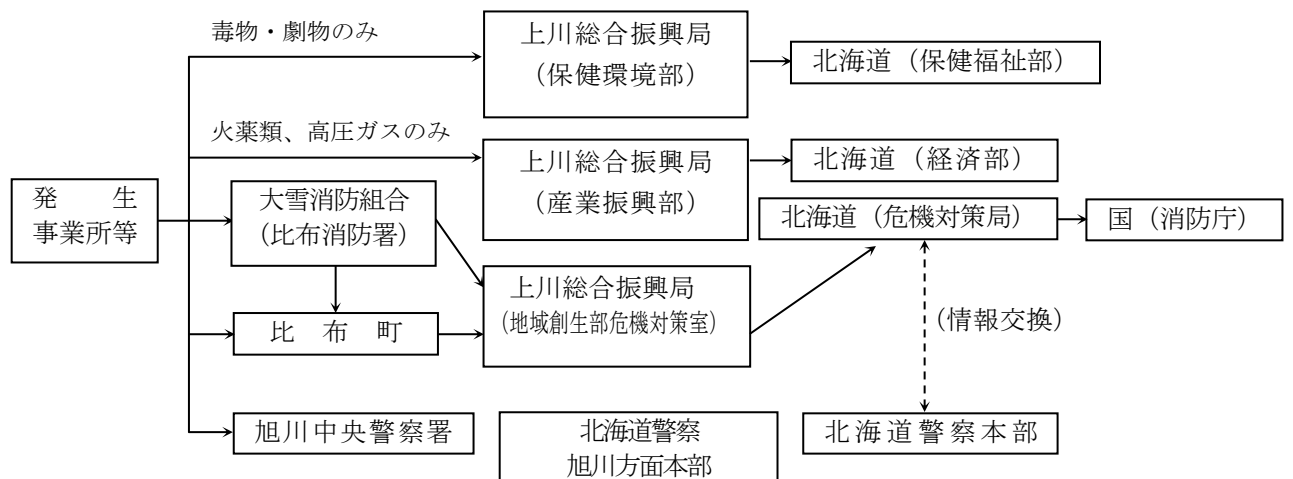 毒物・劇物のみ
上川総合振興局
（保健環境部）
北海道（保健福祉部）
火薬類、高圧ガスのみ
上川総合振興局
（産業振興部）
北海道（経済部）
発　　生
事業所等
大雪消防組合
（比布消防署）
北海道（危機対策局）
国（消防庁）
上川総合振興局
（地域創生部危機対策室）
比　布　町
（情報交換）
旭川中央警察署
北海道警察
旭川方面本部
北海道警察本部